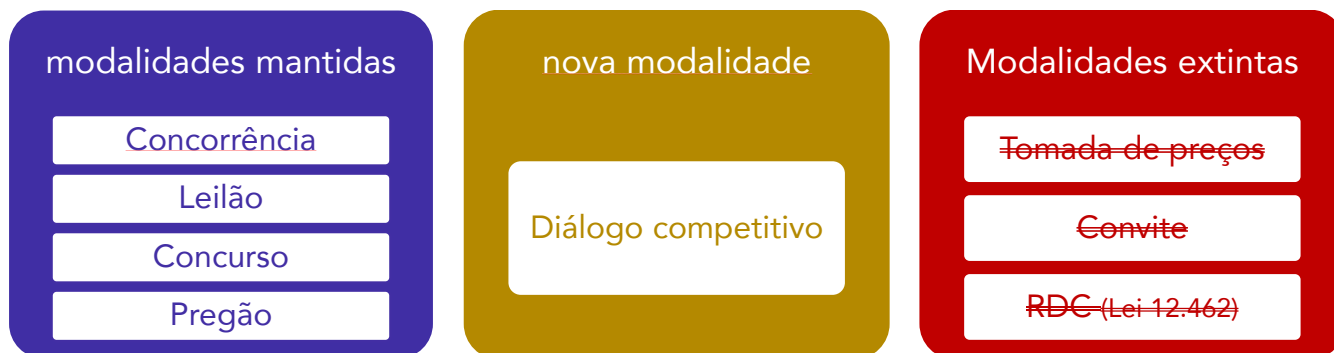 modalidades mantidas
Concorrência
Leilão
Concurso
Pregão
nova modalidade
Diálogo competitivo
Modalidades extintas
Tomada de preços
Convite
RDC (Lei 12.462)